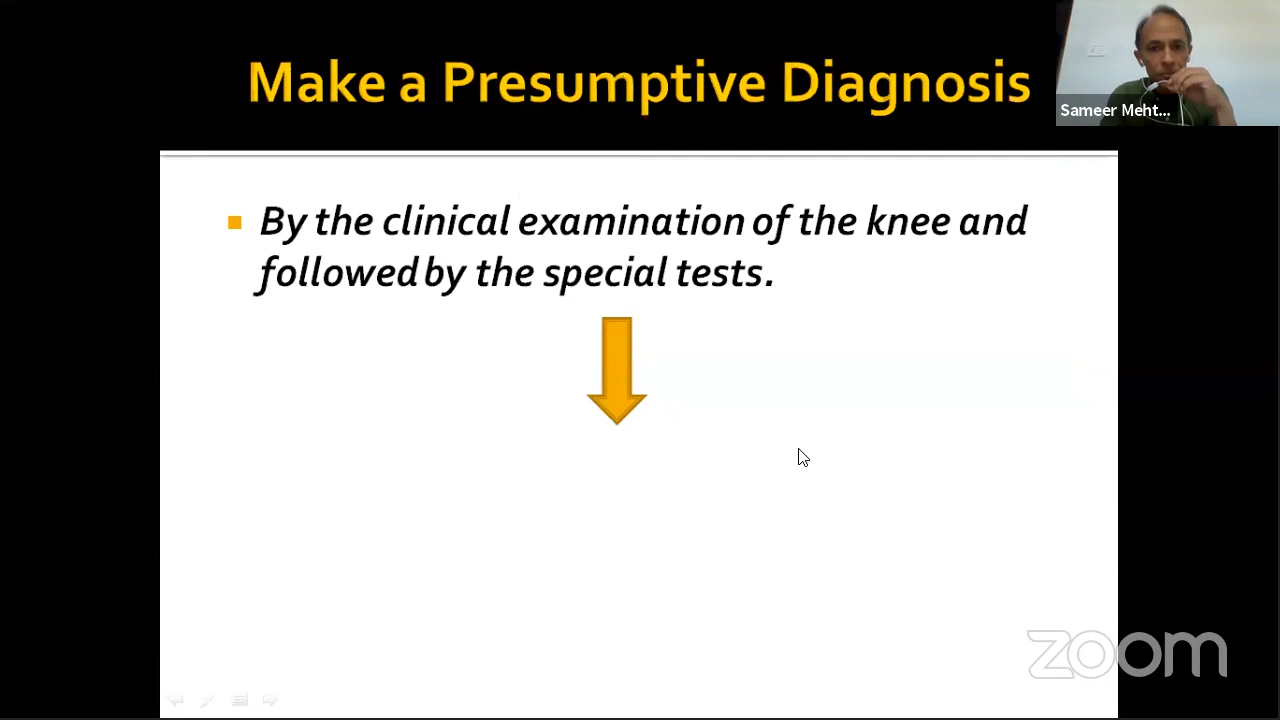 Make a Presumptive Diagnosis
Sameer Meht...
By the clinical examination of the knee and
followed by the special tests.
zoom